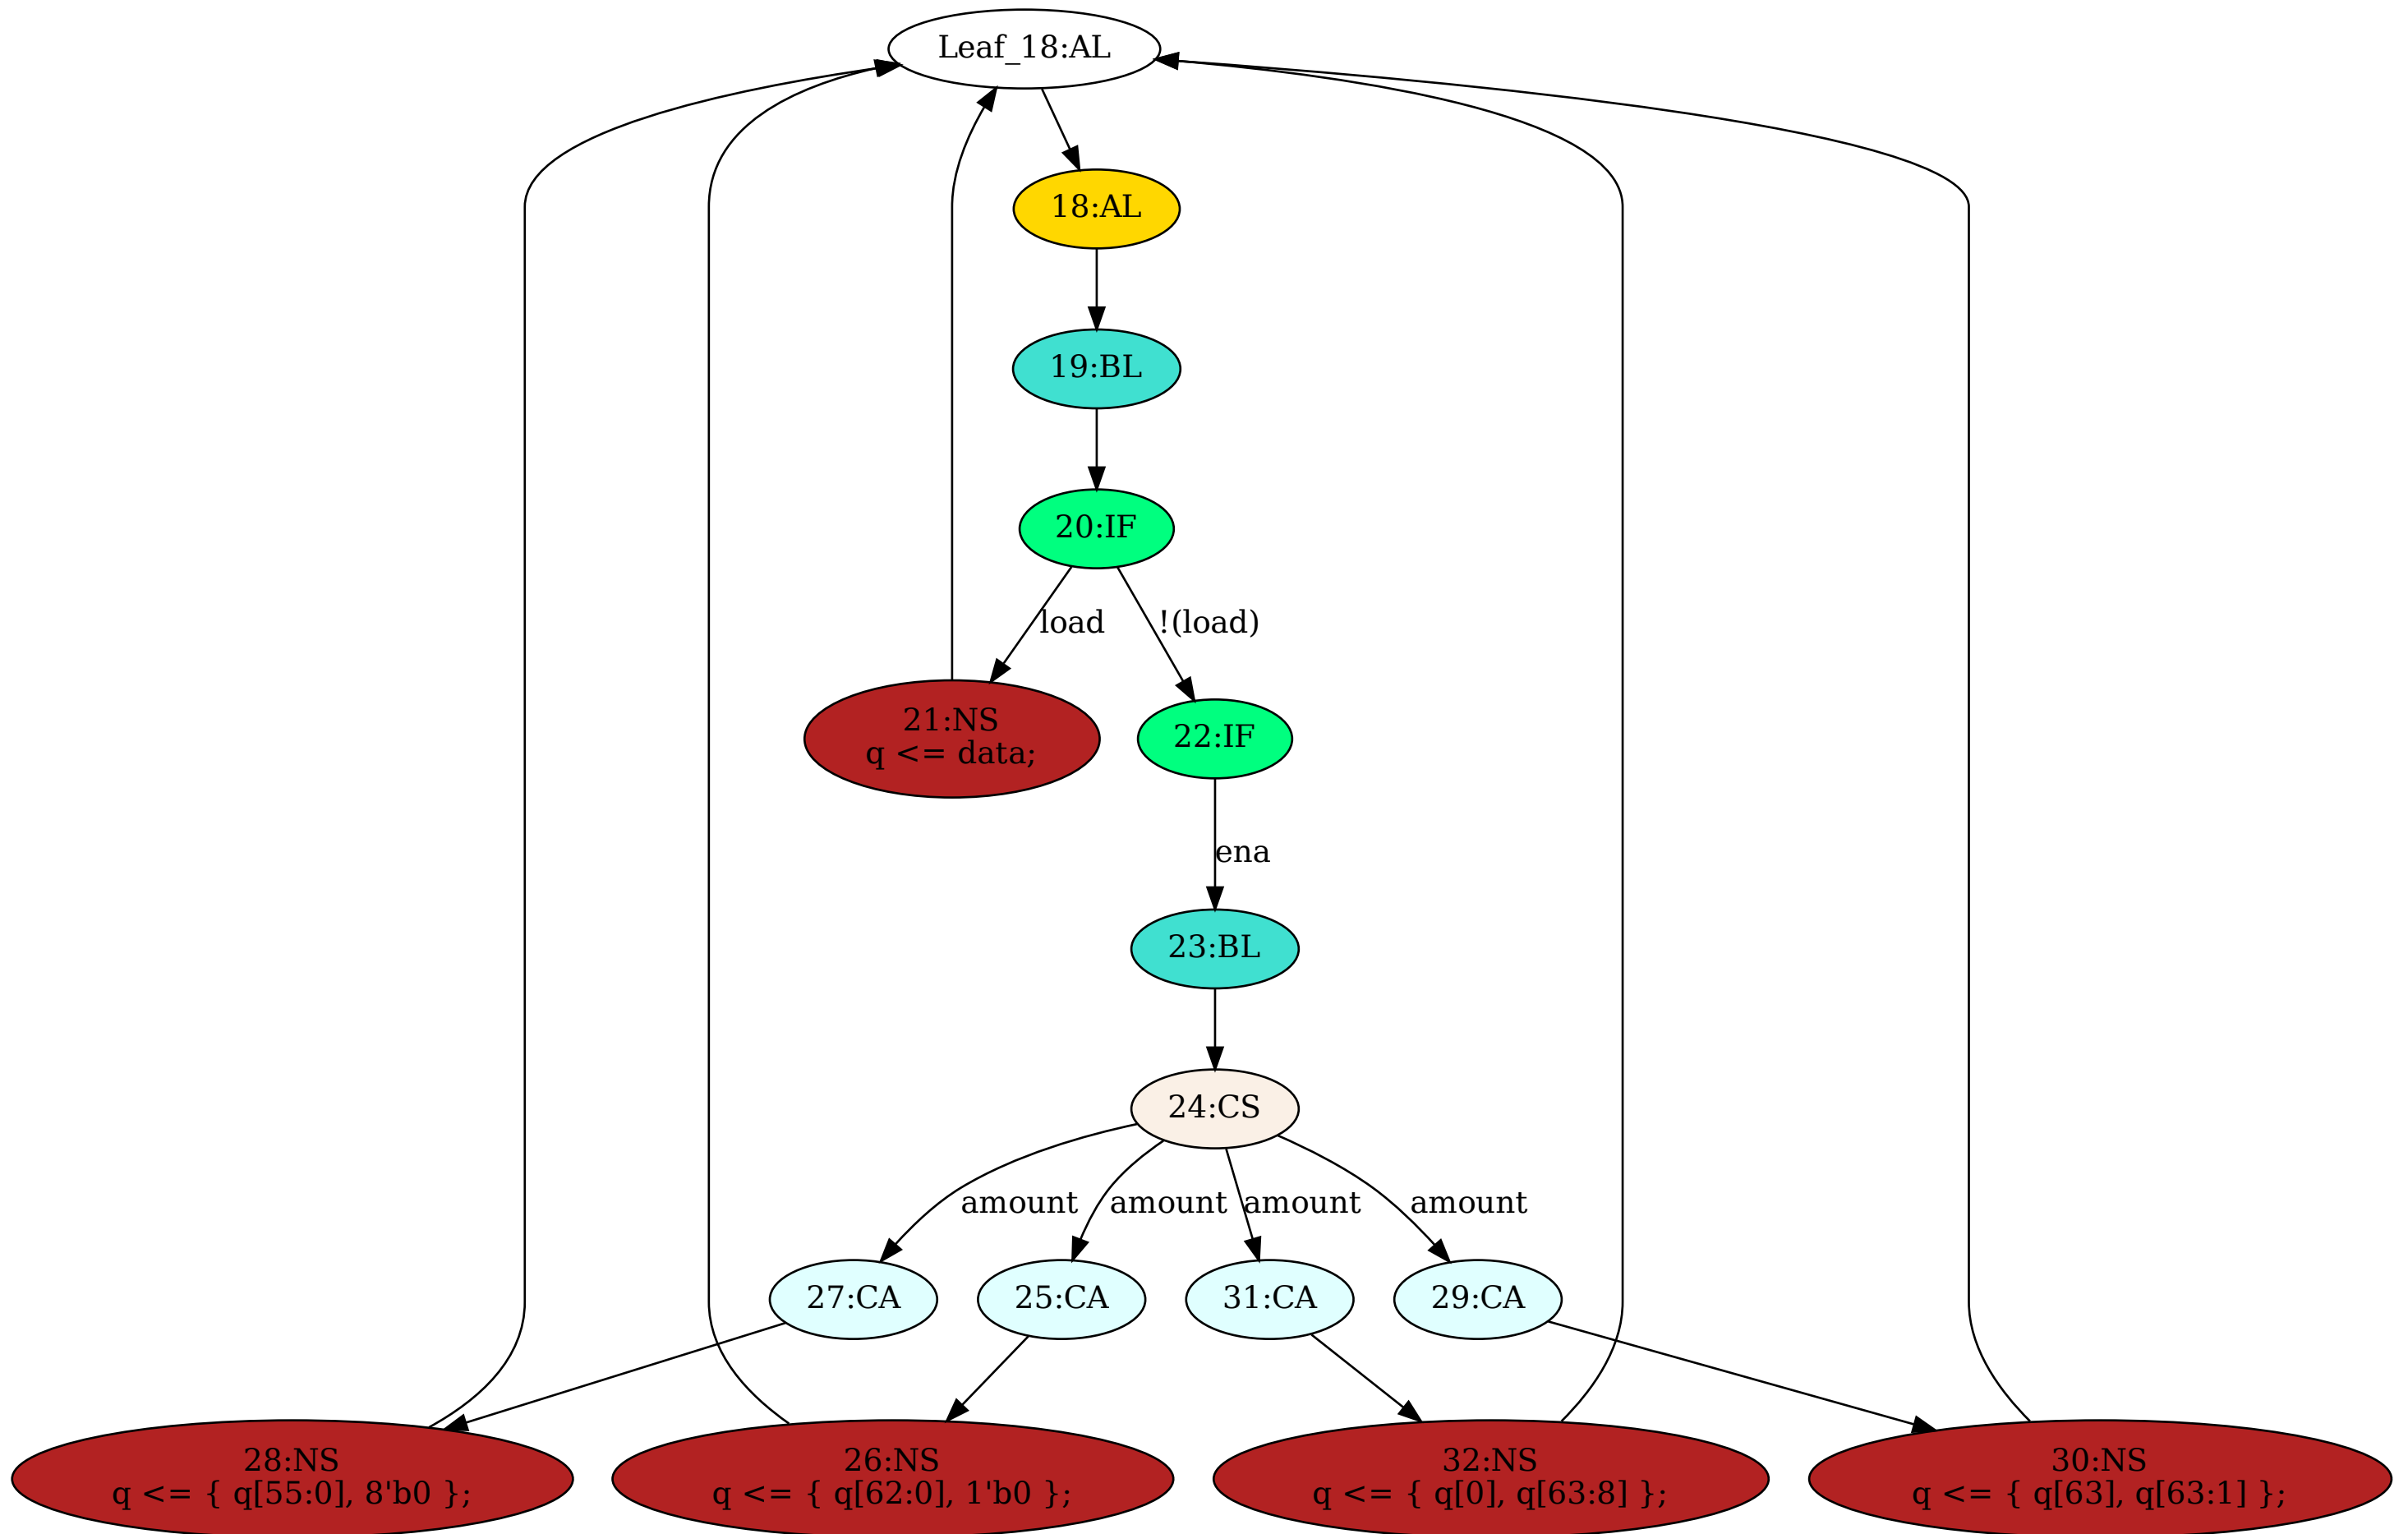 Leaf_18:AL
18:AL
19:BL
20:IF
load
!(load)
21:NS
q <= data;
22:IF
ena
23:BL
24:CS
amount
amount
amount
amount
27:CA
25:CA
31:CA
29:CA
28:NS
q <= { q[55:0], 8'b0 };
26:NS
q <= { q[62:0], 1'b0 };
32:NS
q <= { q[0], q[63:8] };
30:NS
q <= { q[63], q[63:1] };